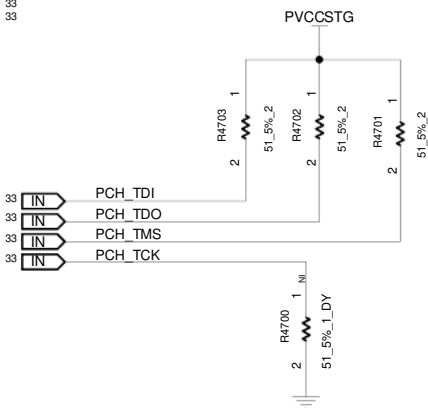 33
33
PVCCSTG
1
R4703
51_5%_2
2
1
R4702
51_5%_2
2
1
R4701
51_5%_2
2
33 IN PCH_TDI
33 IN PCH_TDO
33 IN PCH_TMS
33 IN PCH_TCK
NI
1
R4700
51_5%_1_DY
2